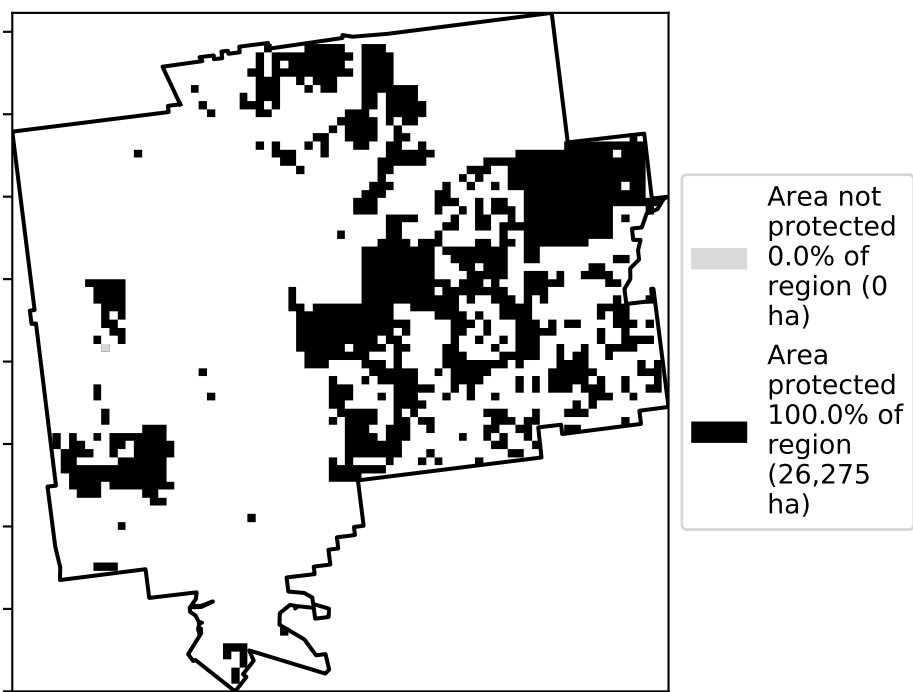 Area not
protected
0.0% of
region (0
ha)
Area
protected
100.0% of
region
(26,275
ha)